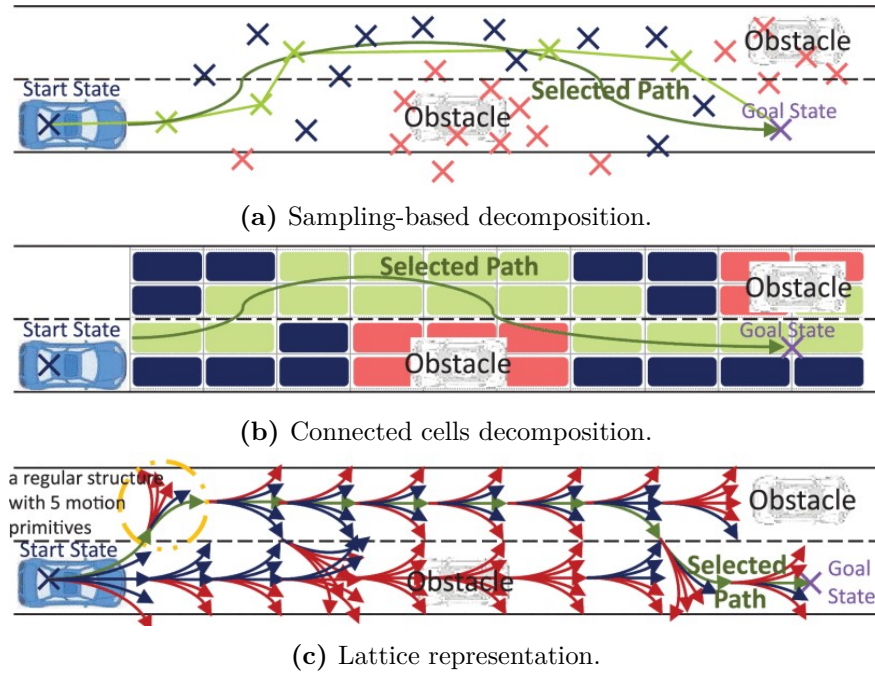 Obstacle
Start State
Selected Path
Obstacle
Goal State
(a) Sampling-based decomposition.
Selected Path
Obstacle
Start State
Goal State
Obstacle
(b) Connected cells decomposition.
a regular structure
with 5 motion
primitives
Obstacle
Start State
Obstacle
Selected
Path
Goal
State
(c) Lattice representation.